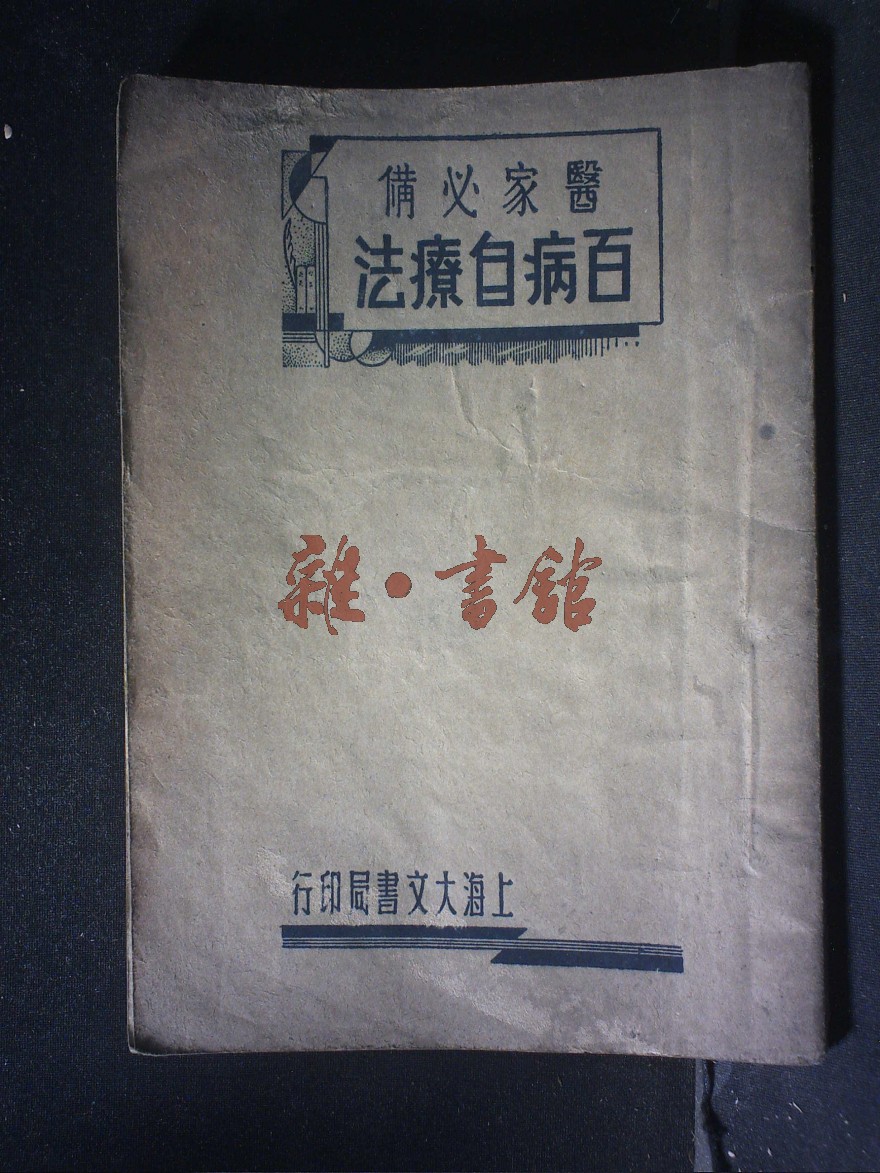 醫家必備
百病自療法
雜·書館
上海大文書局印行